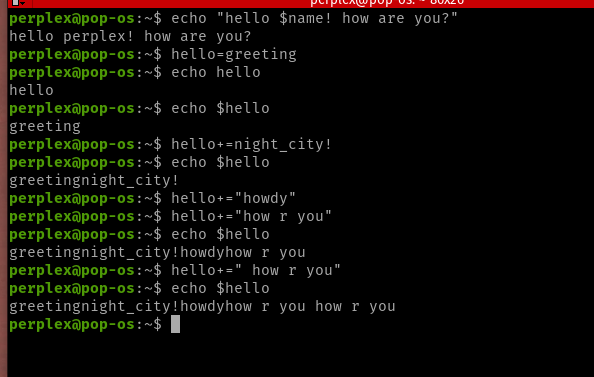 perplex@pop-os: ~ 80x26
perplex@pop-os:~$ echo "hello $name! how are you?"
hello perplex! how are you?
perplex@pop-os:~$ hello=greeting
perplex@pop-os:~$ echo hello
hello
perplex@pop-os:~$ echo $hello
greeting
perplex@pop-os:~$ hello+=night_city!
perplex@pop-os:~$ echo $hello
greetingnight_city!
perplex@pop-os:~$ hello+="howdy"
perplex@pop-os:~$ hello+="how r you"
perplex@pop-os:~$ echo $hello
greetingnight_city!howdyhow r you
perplex@pop-os:~$ hello+=" how r you"
perplex@pop-os:~$ echo $hello
greetingnight_city!howdyhow r you how r you
perplex@pop-os:~$